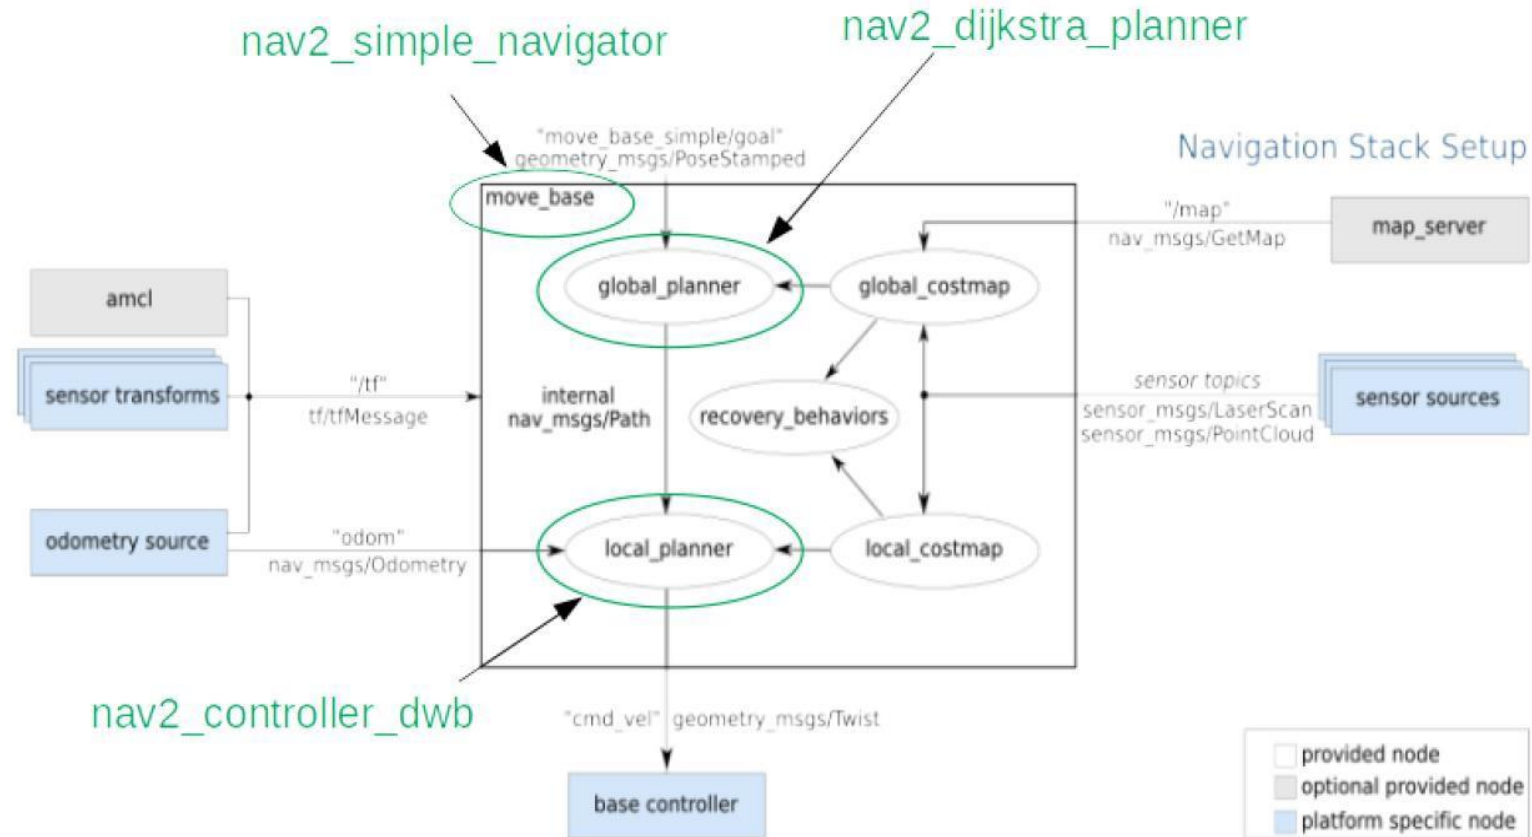 nav2_simple_navigator
nav2_dijkstra_planner
"move_base_simple/goal"
geometry_msgs/PoseStamped
Navigation Stack Setup
move_base
"/map"
nav_msgs/GetMap
map_server
global_planner
global_costmap
amcl
sensor transforms
"/tf"
tf/tfMessage
internal
nav_msgs/Path
recovery_behaviors
sensor topics
sensor_msgs/LaserScan
sensor_msgs/PointCloud
sensor sources
odometry source
"odom"
nav_msgs/Odometry
local_planner
local_costmap
nav2_controller_dwb
"cmd_vel" geometry_msgs/Twist
base controller
provided node
optional provided node
platform specific node